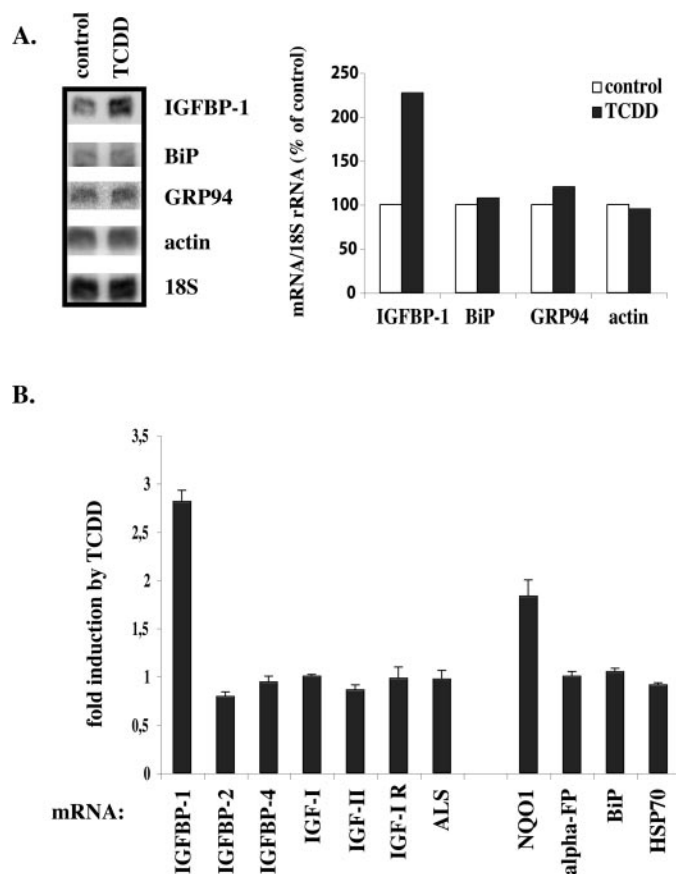 A.
control
TCDD
IGFBP-1
BiP
GRP94
actin
18S
mRNA/18S rRNA (% of control)
250
200
150
100
50
0
control
TCDD
IGFBP-1 BiP GRP94 actin
B.
fold induction by TCDD
3,5
3
2,5
2
1,5
1
0,5
0
mRNA:
IGFBP-1
IGFBP-2
IGFBP-4
IGF-I
IGF-II
IGF-I R
ALS
NQO1
alpha-FP
BiP
HSP70